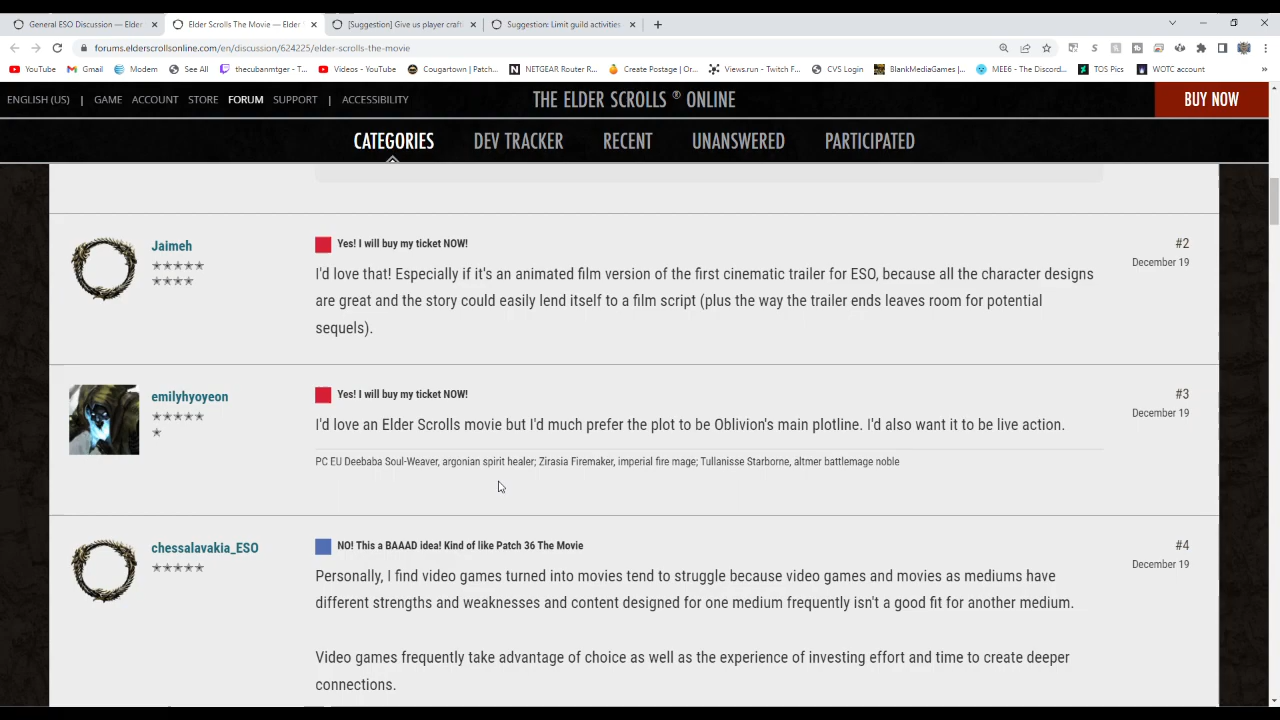 General ESO Discussion — Elder
Elder Scrolls The Movie — Elder
[Suggestion] Give us player craft
Suggestion: Limit guild activities
forums.elderscrollsonline.com/en/discussion/624225/elder-scrolls-the-movie
YouTube
Gmail
Modem
See All
thecubanmtger - T...
Videos - YouTube
Cougartown | Patch...
NETGEAR Router R...
Create Postage | Or...
Views.run - Twitch F...
CVS Login
BlankMediaGames |...
MEE6 - The Discord...
TOS Pics
WOTC account
»
ENGLISH (US) | GAME ACCOUNT STORE FORUM SUPPORT | ACCESSIBILITY
THE ELDER SCROLLS ® ONLINE
BUY NOW
CATEGORIES DEV TRACKER RECENT UNANSWERED PARTICIPATED
Jaimeh
Yes! I will buy my ticket NOW!
#2
December 19
I'd love that! Especially if it's an animated film version of the first cinematic trailer for ESO, because all the character designs
are great and the story could easily lend itself to a film script (plus the way the trailer ends leaves room for potential
sequels).
emilyhyoyeon
Yes! I will buy my ticket NOW!
#3
December 19
I'd love an Elder Scrolls movie but I'd much prefer the plot to be Oblivion's main plotline. I'd also want it to be live action.
PC EU Deebaba Soul-Weaver, argonian spirit healer; Zirasia Firemaker, imperial fire mage; Tullanisse Starborne, altmer battlemage noble
chessalavakia_ESO
NO! This a BAAAD idea! Kind of like Patch 36 The Movie
#4
December 19
Personally, I find video games turned into movies tend to struggle because video games and movies as mediums have
different strengths and weaknesses and content designed for one medium frequently isn't a good fit for another medium.
Video games frequently take advantage of choice as well as the experience of investing effort and time to create deeper
connections.